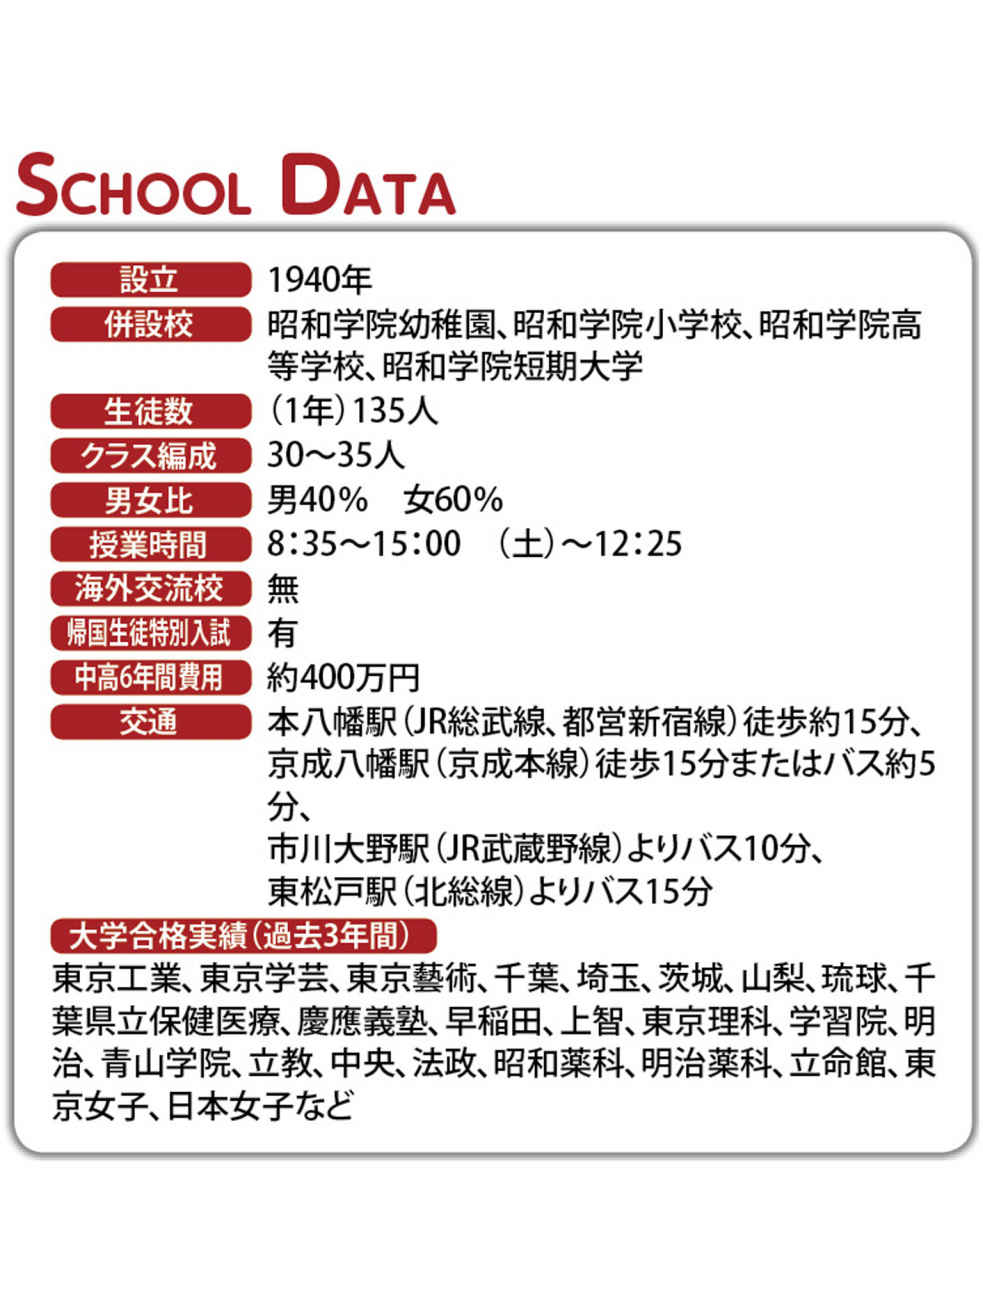 SCHOOL DATA
設立 1940年
併設校 昭和学院幼稚園、昭和学院小学校、昭和学院高
等学校、昭和学院短期大学
生徒数 （1年）135人
クラス編成 30〜35人
男女比 男40％　女60％
授業時間 8：35〜15：00　（土）〜12：25
海外交流校 無
帰国生徒特別入試 有
中高6年間費用 約400万円
交通 本八幡駅（JR総武線、都営新宿線）徒歩約15分、
京成八幡駅（京成本線）徒歩15分またはバス約5
分、
市川大野駅（JR武蔵野線）よりバス10分、
東松戸駅（北総線）よりバス15分
大学合格実績（過去3年間）
東京工業、東京学芸、東京藝術、千葉、埼玉、茨城、山梨、琉球、千
葉県立保健医療、慶應義塾、早稲田、上智、東京理科、学習院、明
治、青山学院、立教、中央、法政、昭和薬科、明治薬科、立命館、東
京女子、日本女子など